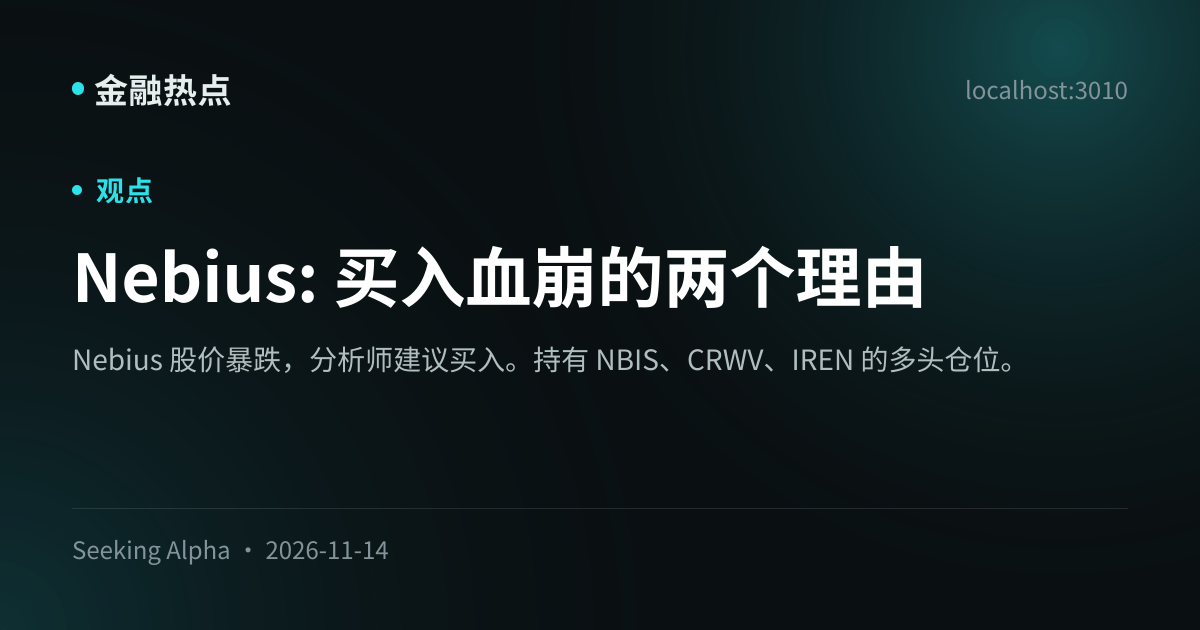 金融热点
localhost:3010
观点
Nebius: 买入血崩的两个理由
Nebius 股价暴跌，分析师建议买入。持有 NBIS、CRWV、IREN 的多头仓位。
Seeking Alpha · 2026-11-14